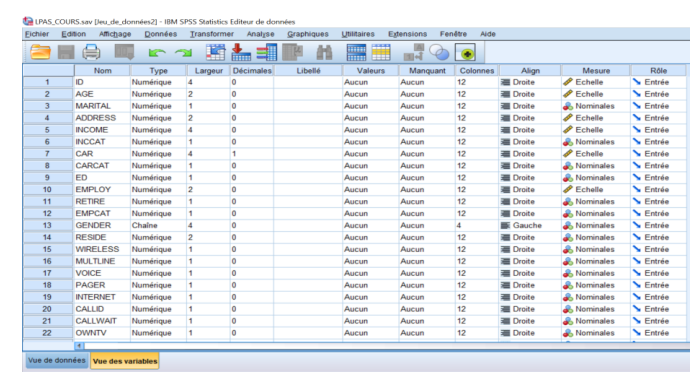 LPAS_COURS.sav [Jeu_de_données2] - IBM SPSS Statistics Editeur de données
Fichier Edition Affichage Données Transformer Analyse Graphiques Utilitaires Extensions Fenêtre Aide
Nom Type Largeur Décimales Libellé Valeurs Manquant Colonnes Align Mesure Rôle
1 ID Numérique 4 0 Aucun Aucun 12 Droite Echelle Entrée
2 AGE Numérique 2 0 Aucun Aucun 12 Droite Echelle Entrée
3 MARITAL Numérique 1 0 Aucun Aucun 12 Droite Nominales Entrée
4 ADDRESS Numérique 2 0 Aucun Aucun 12 Droite Echelle Entrée
5 INCOME Numérique 4 0 Aucun Aucun 12 Droite Echelle Entrée
6 INCCAT Numérique 1 0 Aucun Aucun 12 Droite Nominales Entrée
7 CAR Numérique 4 1 Aucun Aucun 12 Droite Echelle Entrée
8 CARCAT Numérique 1 0 Aucun Aucun 12 Droite Nominales Entrée
9 ED Numérique 1 0 Aucun Aucun 12 Droite Nominales Entrée
10 EMPLOY Numérique 2 0 Aucun Aucun 12 Droite Echelle Entrée
11 RETIRE Numérique 1 0 Aucun Aucun 12 Droite Nominales Entrée
12 EMPCAT Numérique 1 0 Aucun Aucun 12 Droite Nominales Entrée
13 GENDER Chaîne 4 0 Aucun Aucun 4 Gauche Nominales Entrée
14 RESIDE Numérique 2 0 Aucun Aucun 12 Droite Nominales Entrée
15 WIRELESS Numérique 1 0 Aucun Aucun 12 Droite Nominales Entrée
16 MULTLINE Numérique 1 0 Aucun Aucun 12 Droite Nominales Entrée
17 VOICE Numérique 1 0 Aucun Aucun 12 Droite Nominales Entrée
18 PAGER Numérique 1 0 Aucun Aucun 12 Droite Nominales Entrée
19 INTERNET Numérique 1 0 Aucun Aucun 12 Droite Nominales Entrée
20 CALLID Numérique 1 0 Aucun Aucun 12 Droite Nominales Entrée
21 CALLWAIT Numérique 1 0 Aucun Aucun 12 Droite Nominales Entrée
22 OWNTV Numérique 1 0 Aucun Aucun 12 Droite Nominales Entrée
Vue de données Vue des variables